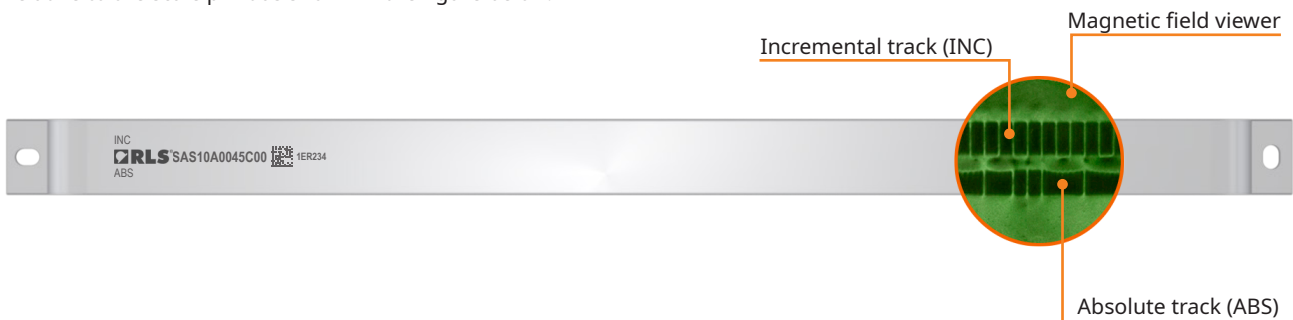 Magnetic field viewer
Incremental track (INC)
INC
RLS® SAS10A0045C00 1ER234
ABS
Absolute track (ABS)